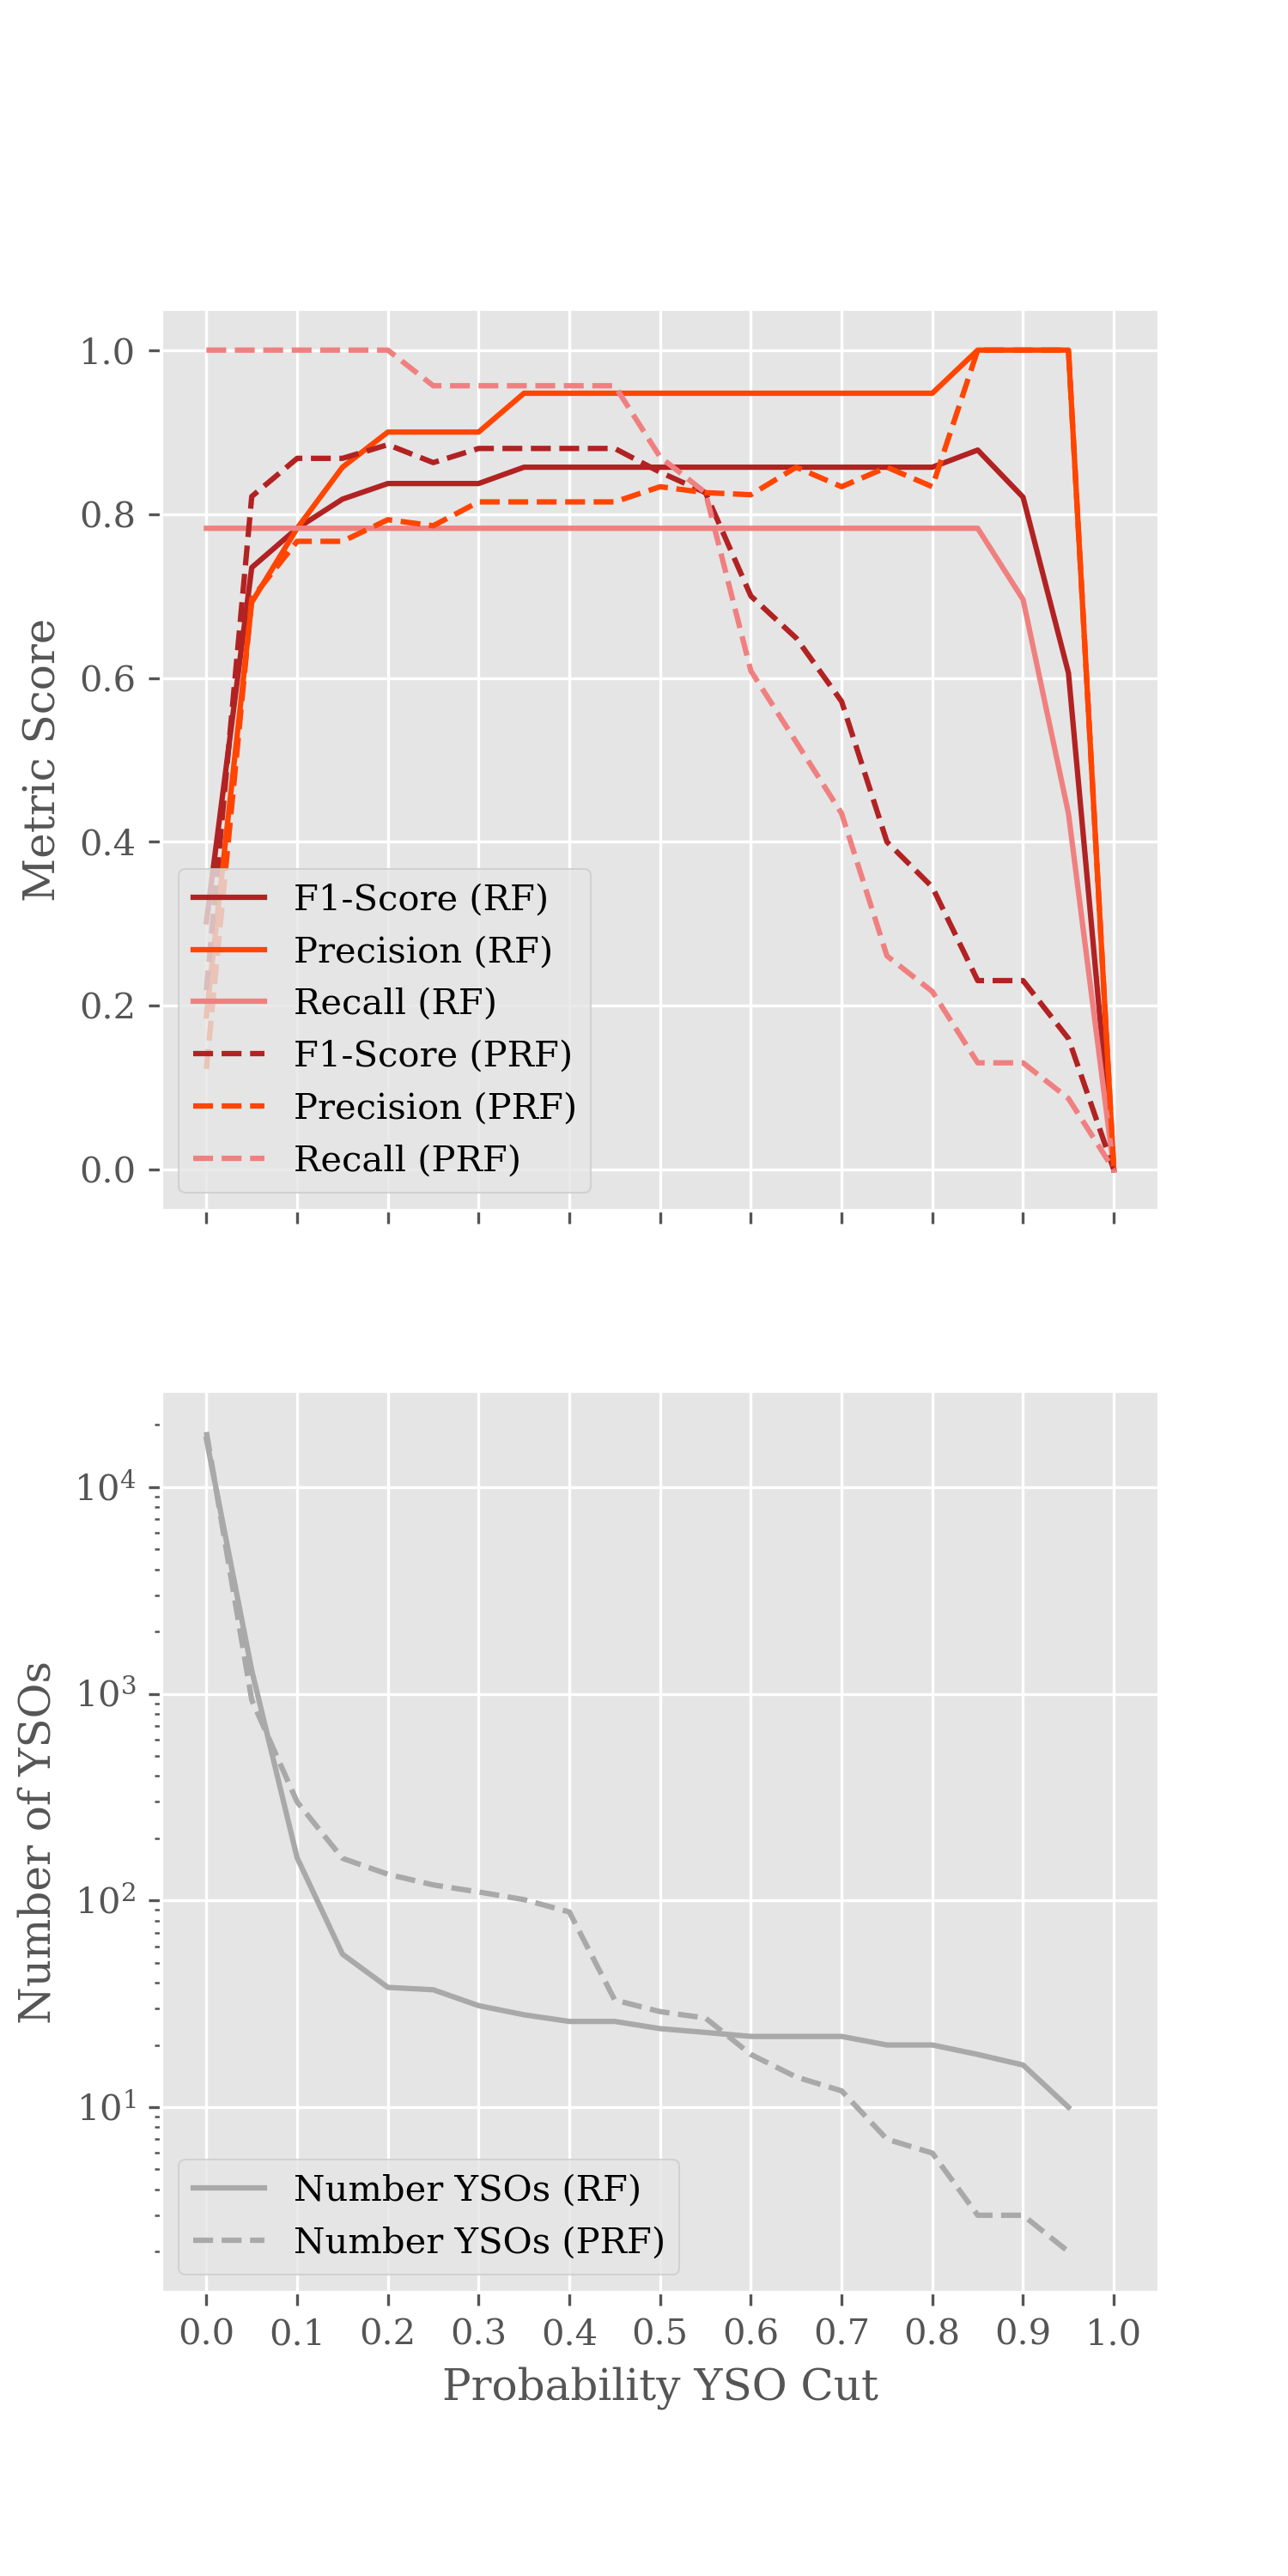 1.0
0.8
0.6
0.4
0.2
0.0
Metric Score
F1-Score (RF)
Precision (RF)
Recall (RF)
F1-Score (PRF)
Precision (PRF)
Recall (PRF)
10⁴
10³
10²
10¹
Number of YSOs
Number YSOs (RF)
Number YSOs (PRF)
0.0 0.1 0.2 0.3 0.4 0.5 0.6 0.7 0.8 0.9 1.0
Probability YSO Cut